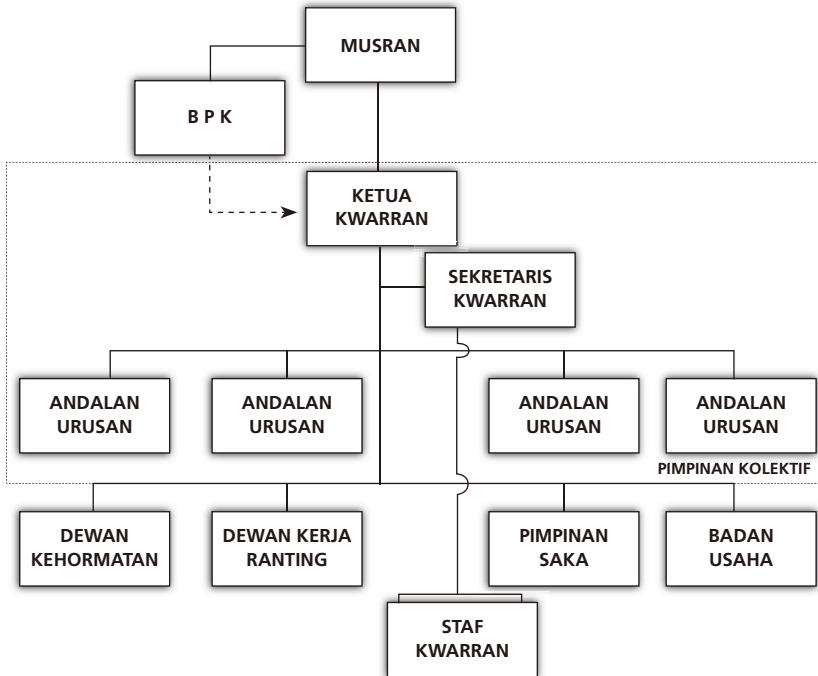 MUSRAN
B P K
KETUA
KWARRAN
SEKRETARIS
KWARRAN
ANDALAN
URUSAN
ANDALAN
URUSAN
ANDALAN
URUSAN
ANDALAN
URUSAN
PIMPINAN KOLEKTIF
DEWAN
KEHORMATAN
DEWAN KERJA
RANTING
PIMPINAN
SAKA
BADAN
USAHA
STAF
KWARRAN